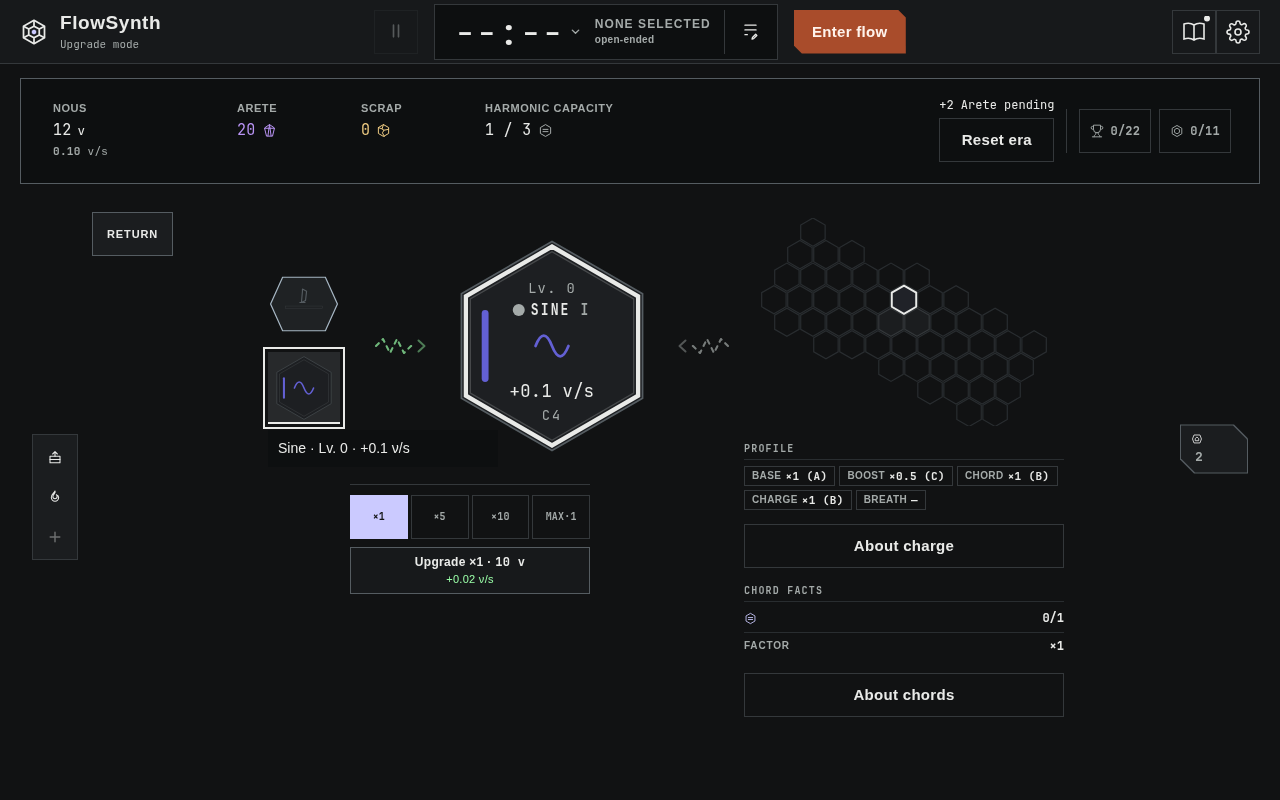 FlowSynth
Upgrade mode
– – : – –
NONE SELECTED
open-ended
Enter flow
NOUS
12 ν
0.10 ν/s
ARETE
20
SCRAP
0
HARMONIC CAPACITY
1 / 3
+2 Arete pending
Reset era
0/22
0/11
RETURN
Lv. 0
SINE I
+0.1 ν/s
C4
Sine · Lv. 0 · +0.1 ν/s
×1
×5
×10
MAX·1
Upgrade ×1 · 10 ν
+0.02 ν/s
PROFILE
BASE ×1 (A)
BOOST ×0.5 (C)
CHORD ×1 (B)
CHARGE ×1 (B)
BREATH –
About charge
CHORD FACTS
0/1
FACTOR ×1
About chords
2